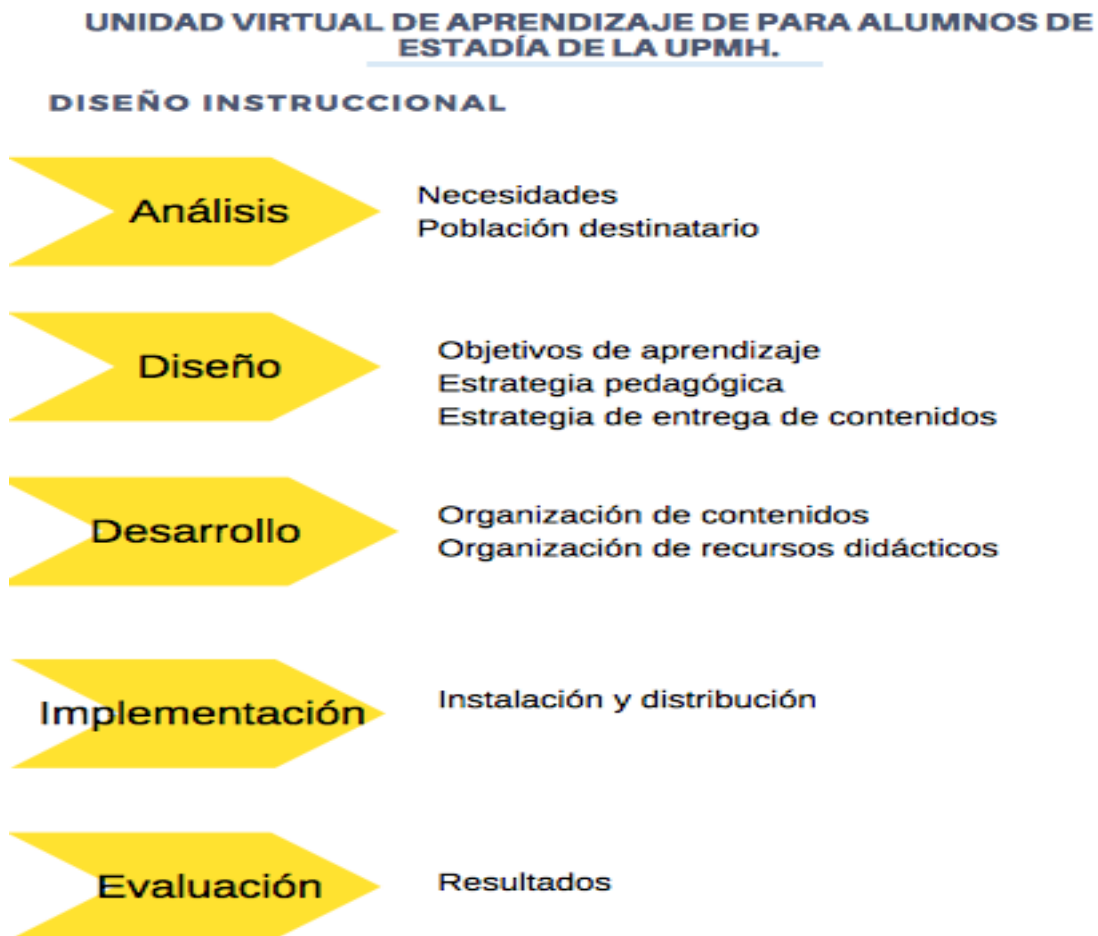 UNIDAD VIRTUAL DE APRENDIZAJE DE PARA ALUMNOS DE
ESTADÍA DE LA UPMH.
DISEÑO INSTRUCCIONAL
Análisis
Necesidades
Población destinatario
Diseño
Objetivos de aprendizaje
Estrategia pedagógica
Estrategia de entrega de contenidos
Desarrollo
Organización de contenidos
Organización de recursos didácticos
Implementación
Instalación y distribución
Evaluación
Resultados